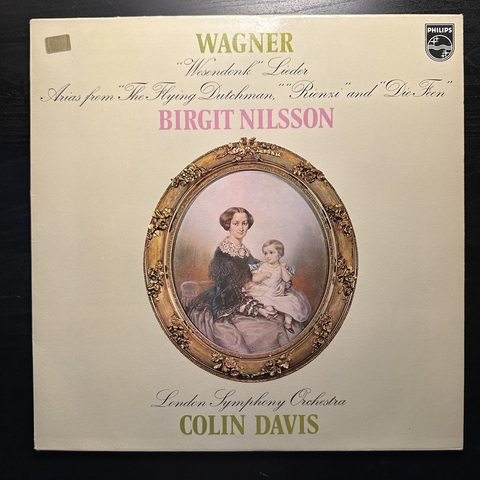 WAGNER
PHILIPS
"Wesendonk" Lieder
Arias from "The Flying Dutchman," "Rienzi" and "Die Feen"
BIRGIT NILSSON
London Symphony Orchestra
COLIN DAVIS